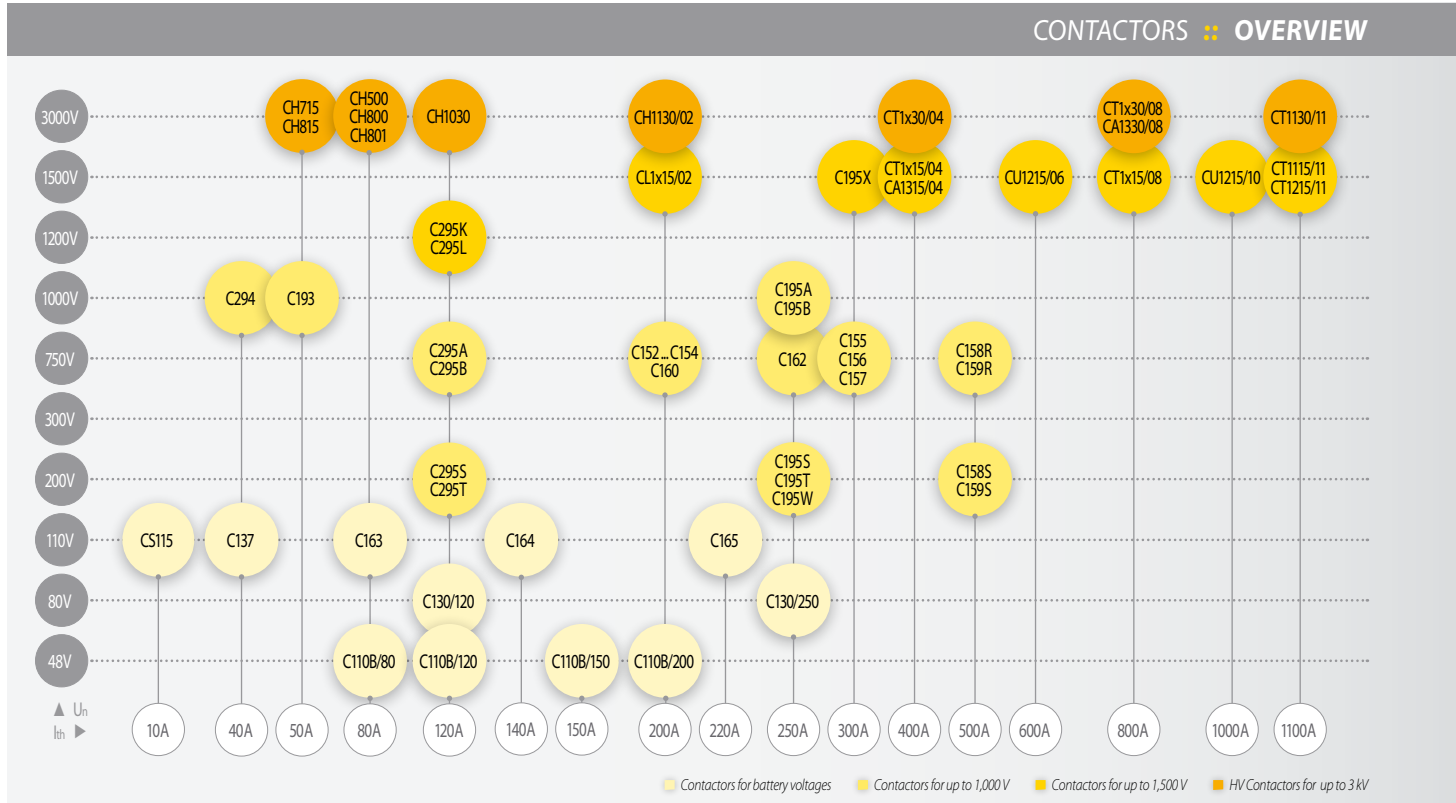 CONTACTORS :: OVERVIEW
3000V
CH715
CH815
CH500
CH800
CH801
CH1030
CH1130/02
CT1x30/04
CT1x30/08
CA1330/08
CT1130/11
1500V
CL1x15/02
C195X
CT1x15/04
CA1315/04
CU1215/06
CT1x15/08
CU1215/10
CT1115/11
CT1215/11
1200V
C295K
C295L
1000V
C294
C193
C195A
C195B
750V
C295A
C295B
C152...C154
C160
C162
C155
C156
C157
C158R
C159R
300V
200V
C295S
C295T
C195S
C195T
C195W
C158S
C159S
110V
CS115
C137
C163
C164
C165
80V
C130/120
C130/250
48V
C110B/80
C110B/120
C110B/150
C110B/200
▲ Un
Ith ▶
10A
40A
50A
80A
120A
140A
150A
200A
220A
250A
300A
400A
500A
600A
800A
1000A
1100A
Contactors for battery voltages
Contactors for up to 1,000 V
Contactors for up to 1,500 V
HV Contactors for up to 3 kV